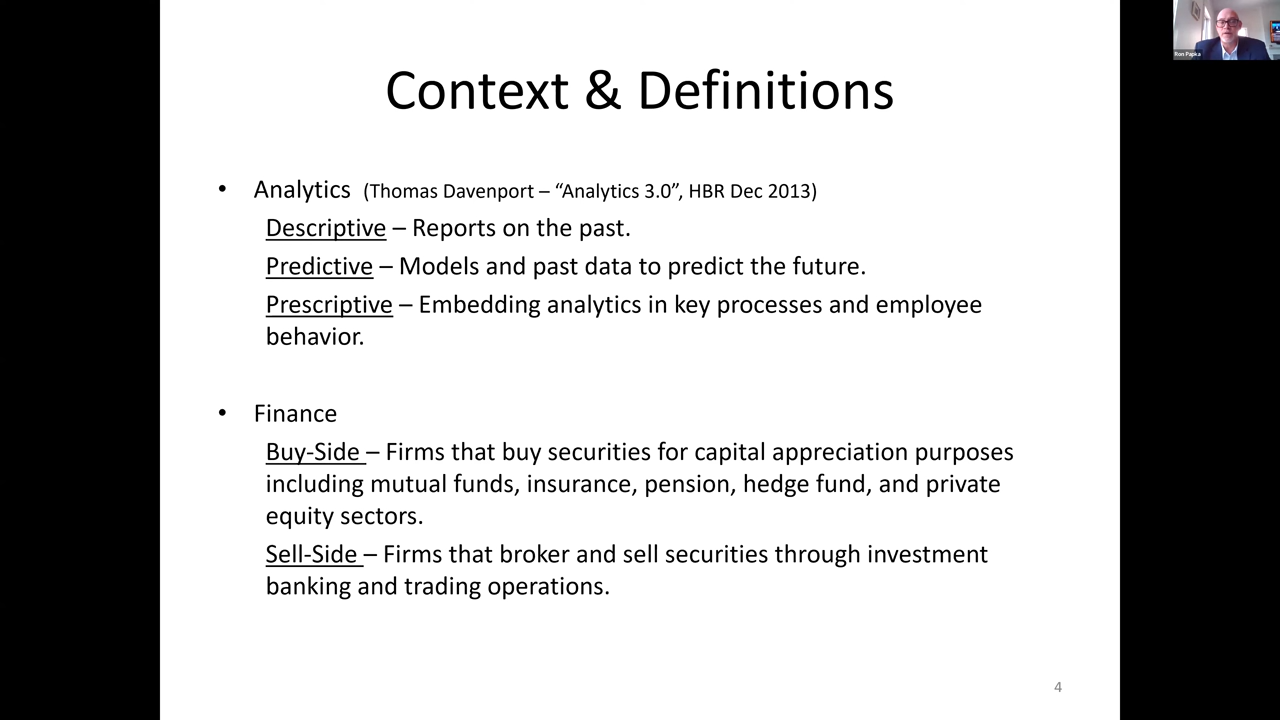 Context & Definitions
• Analytics (Thomas Davenport – “Analytics 3.0”, HBR Dec 2013)
Descriptive – Reports on the past.
Predictive – Models and past data to predict the future.
Prescriptive – Embedding analytics in key processes and employee
behavior.
• Finance
Buy-Side – Firms that buy securities for capital appreciation purposes
including mutual funds, insurance, pension, hedge fund, and private
equity sectors.
Sell-Side – Firms that broker and sell securities through investment
banking and trading operations.
4
Ron Papka